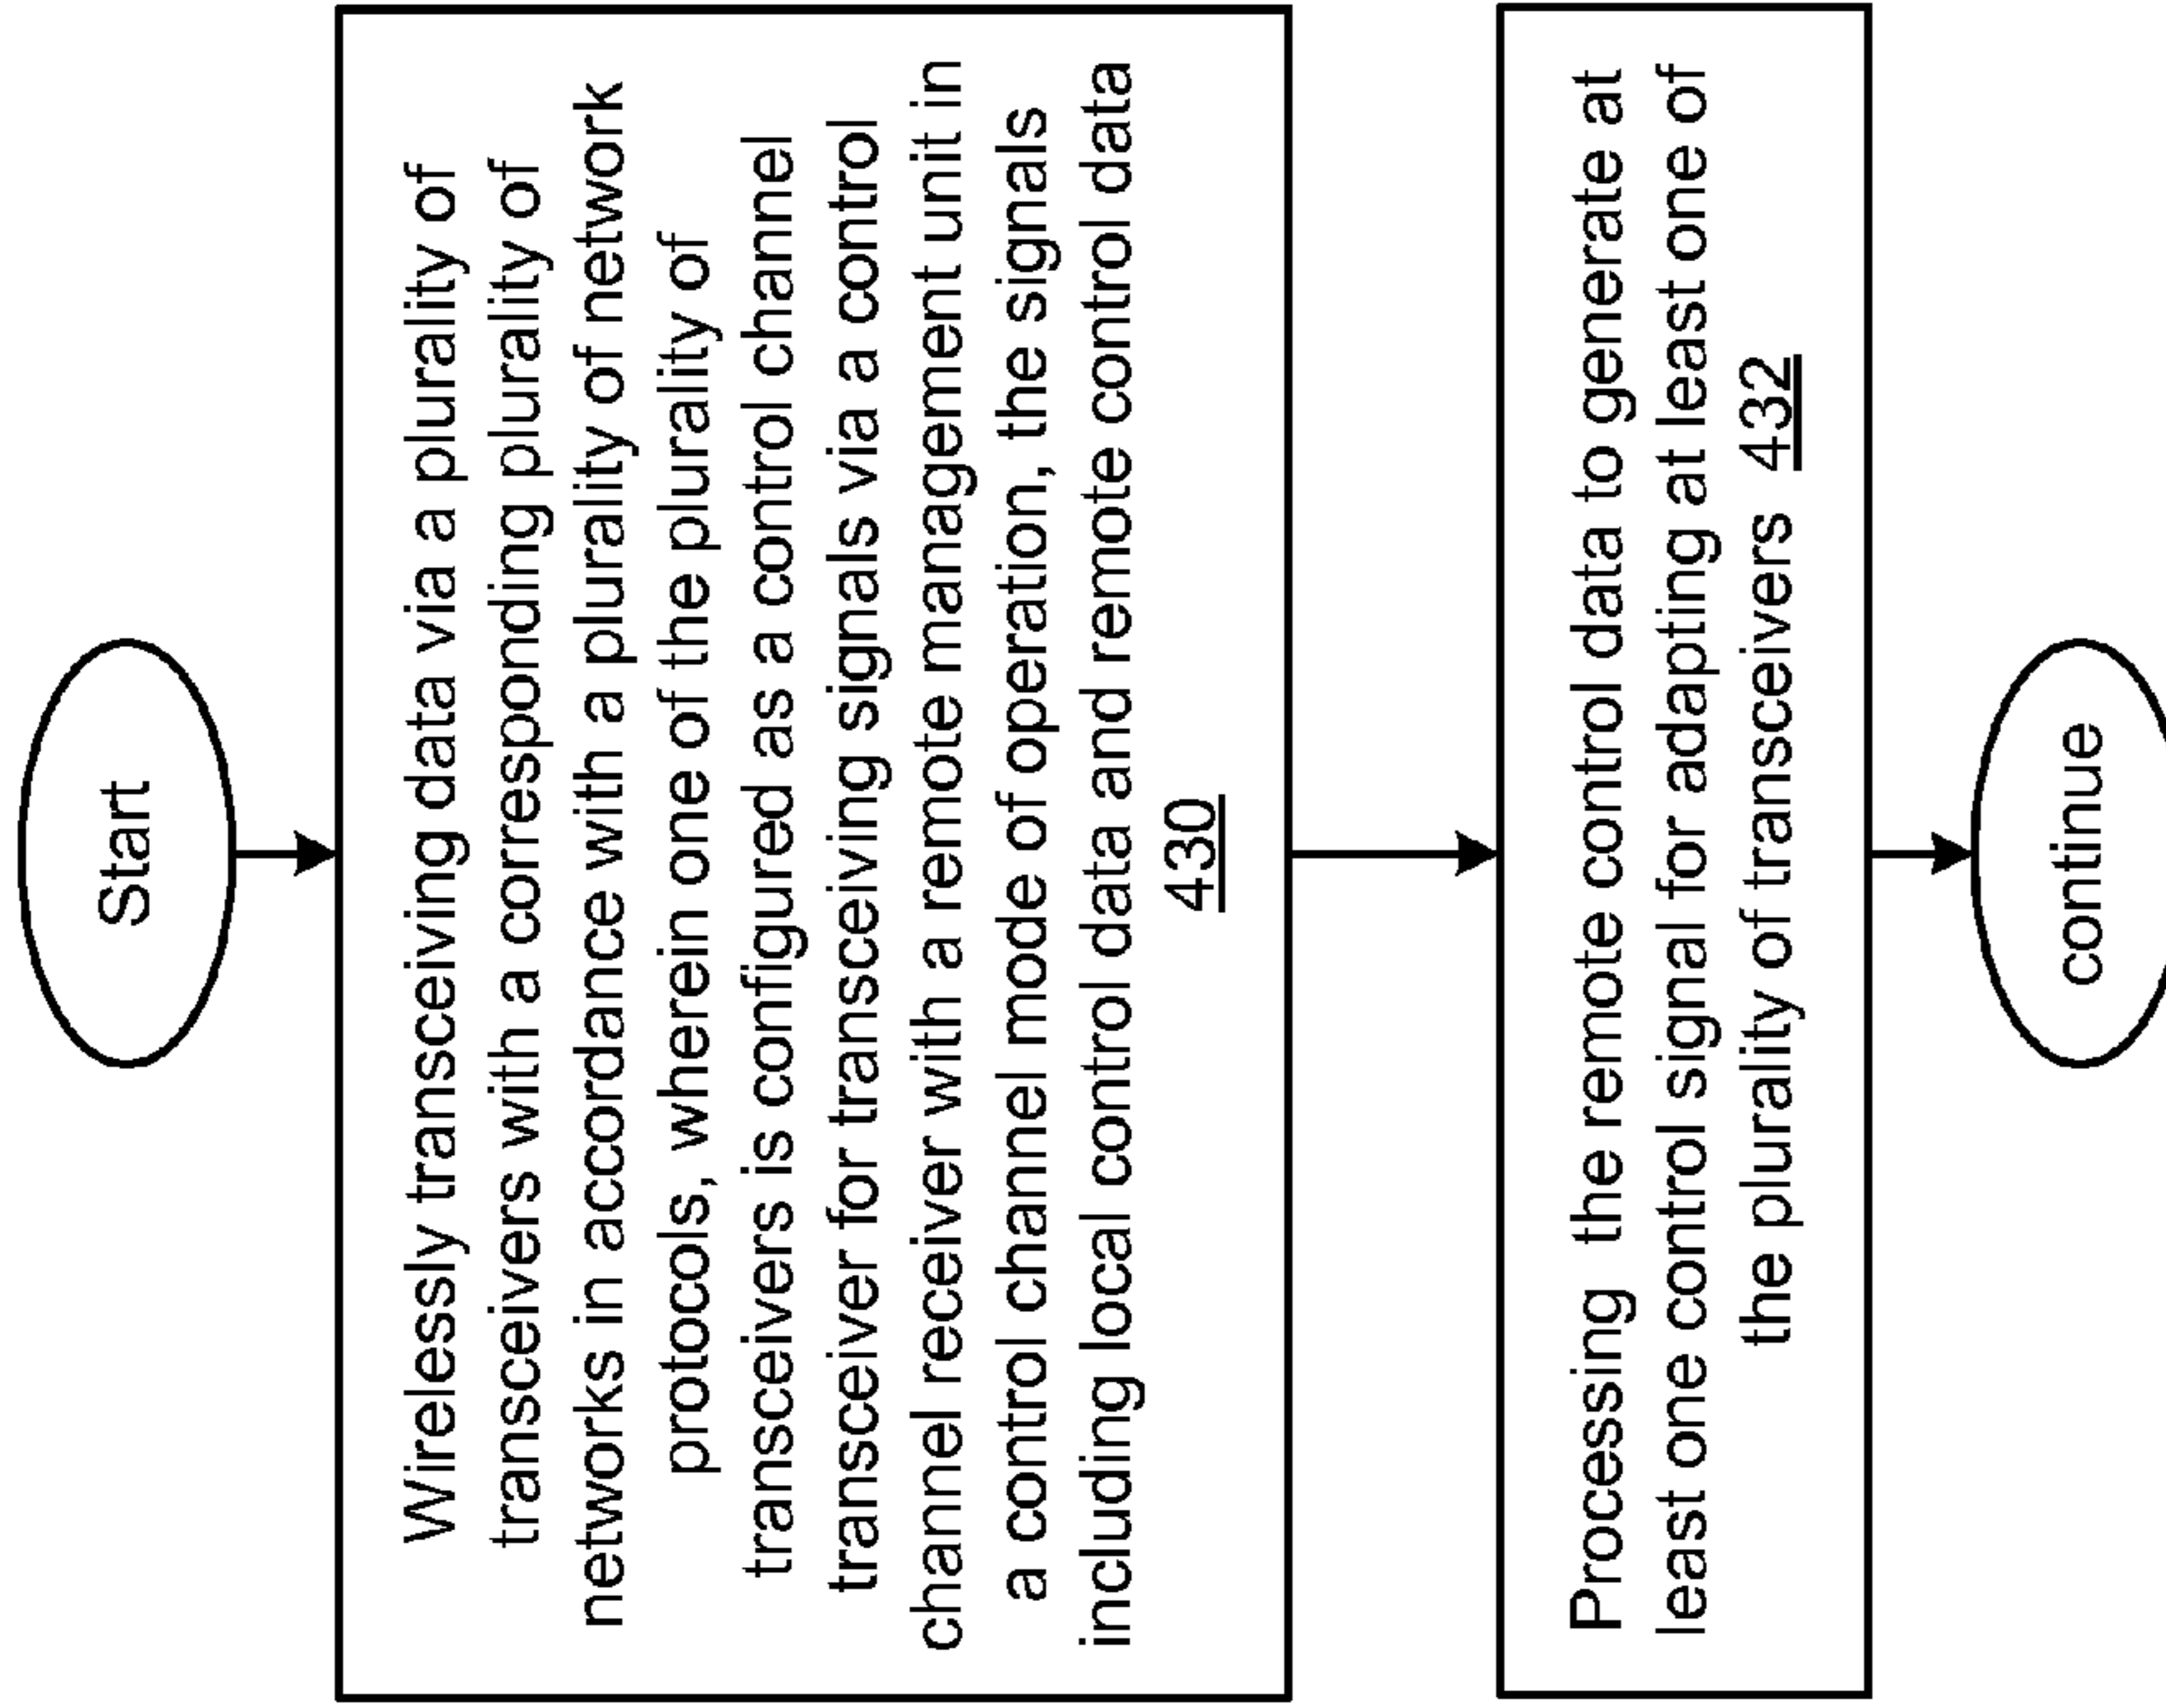 Start
Wirelessly transceiving data via a plurality of
transceivers with a corresponding plurality of
networks in accordance with a plurality of network
protocols, wherein one of the plurality of
transceivers is configured as a control channel
transceiver for transceiving signals via a control
channel receiver with a remote management unit in
a control channel mode of operation, the signals
including local control data and remote control data
430
Processing the remote control data to generate at
least one control signal for adapting at least one of
the plurality of transceivers 432
continue